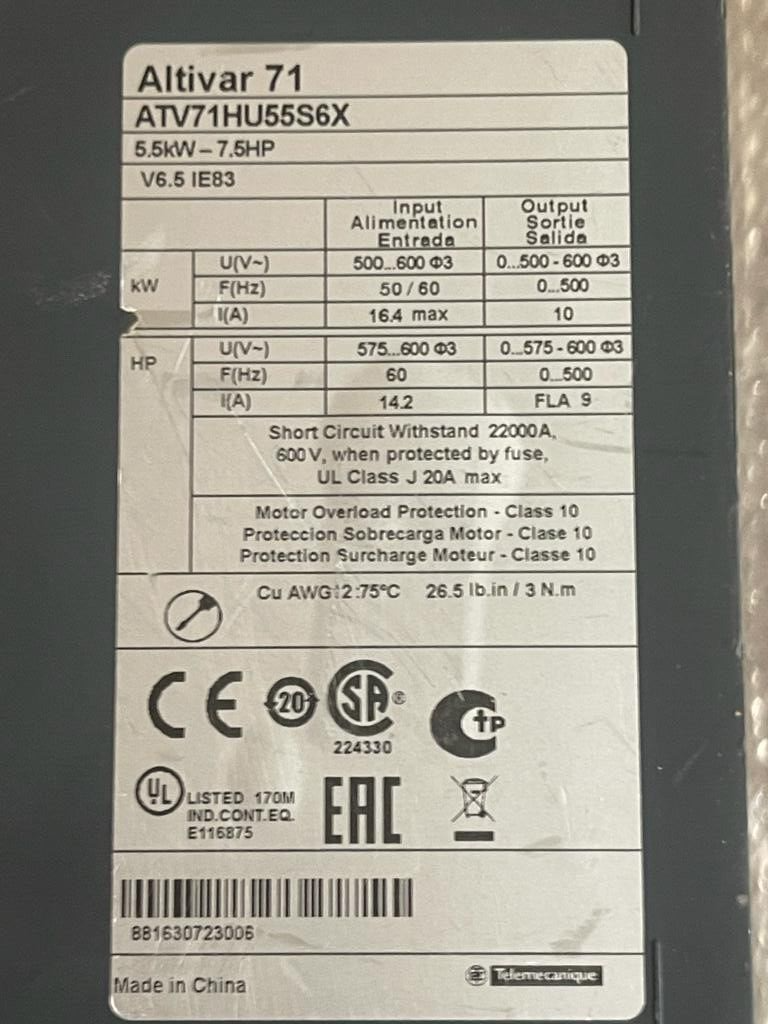 Altivar 71
ATV71HU55S6X
5.5kW – 7.5HP
V6.5 IE83
Input Output
Alimentation Sortie
Entrada Salida
kW
U(V~) 500...600 Φ3 0...500 - 600 Φ3
F(Hz) 50 / 60 0...500
I(A) 16.4 max 10
HP
U(V~) 575...600 Φ3 0...575 - 600 Φ3
F(Hz) 60 0...500
I(A) 14.2 FLA 9
Short Circuit Withstand 22000A,
600V, when protected by fuse,
UL Class J 20A max
Motor Overload Protection - Class 10
Proteccion Sobrecarga Motor - Clase 10
Protection Surcharge Moteur - Classe 10
Cu 75°C 26.5 lb.in / 3 N.m
CE 20 SA ®
224330
tP
UL LISTED 170M
IND.CONT.EQ.
E116875
EAC
881630723006
Made in China
Telemecanique